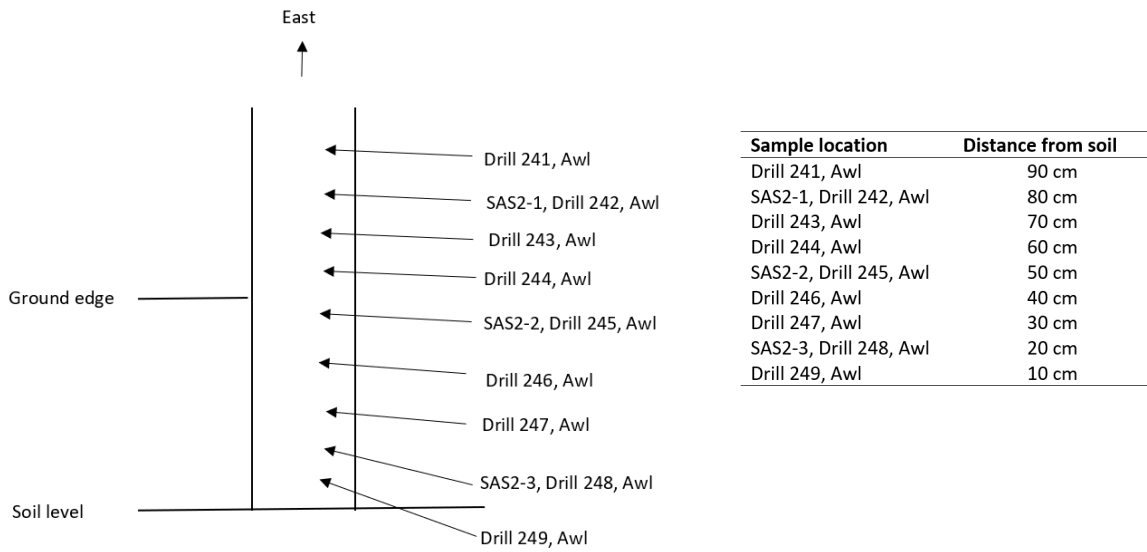 East
Drill 241, Awl
SAS2-1, Drill 242, Awl
Drill 243, Awl
Drill 244, Awl
Ground edge
SAS2-2, Drill 245, Awl
Drill 246, Awl
Drill 247, Awl
SAS2-3, Drill 248, Awl
Soil level
Drill 249, Awl
Sample location Distance from soil
Drill 241, Awl 90 cm
SAS2-1, Drill 242, Awl 80 cm
Drill 243, Awl 70 cm
Drill 244, Awl 60 cm
SAS2-2, Drill 245, Awl 50 cm
Drill 246, Awl 40 cm
Drill 247, Awl 30 cm
SAS2-3, Drill 248, Awl 20 cm
Drill 249, Awl 10 cm